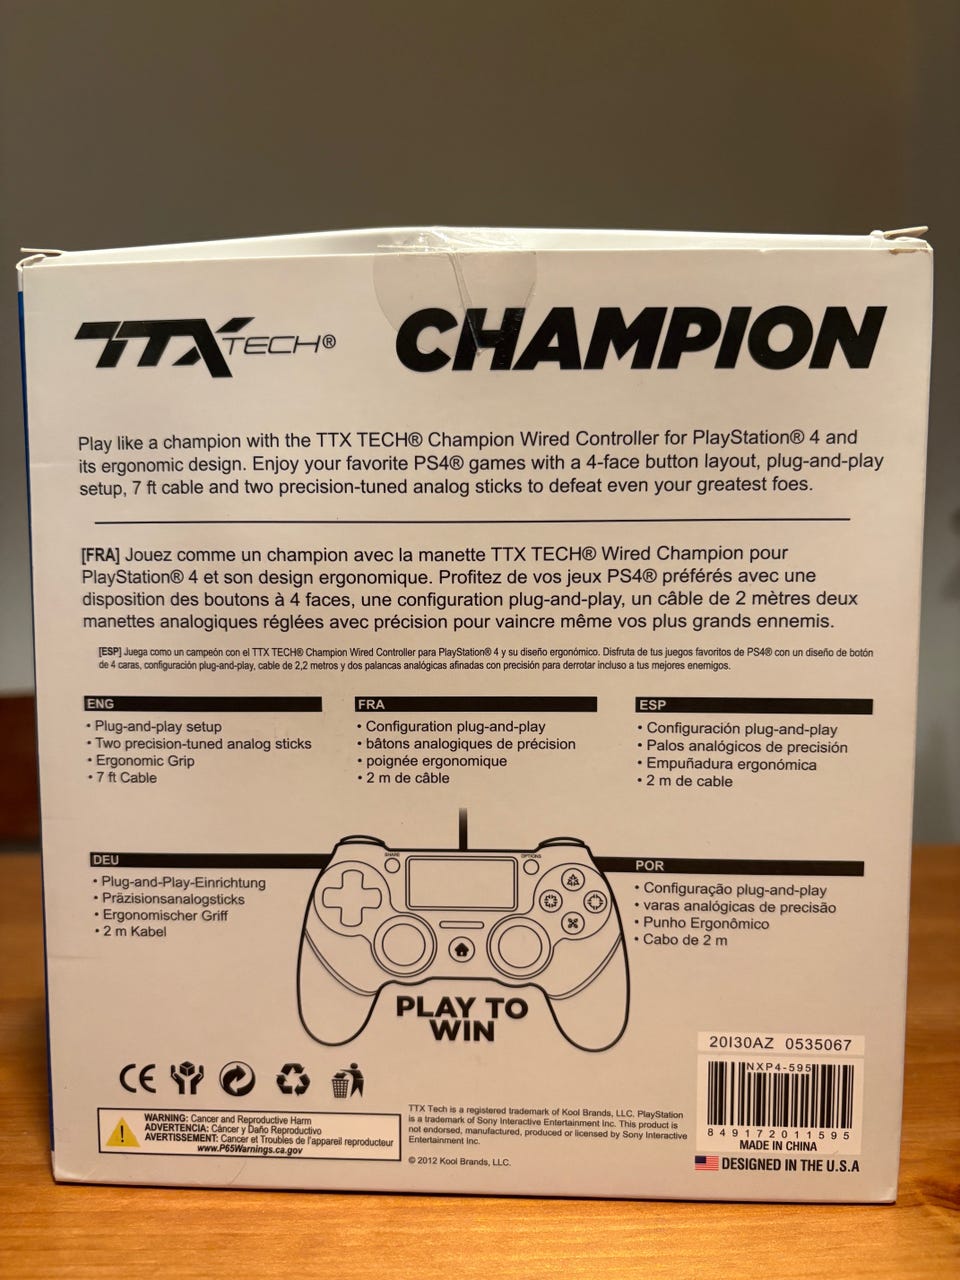 TTX TECH® CHAMPION
Play like a champion with the TTX TECH® Champion Wired Controller for PlayStation® 4 and
its ergonomic design. Enjoy your favorite PS4® games with a 4-face button layout, plug-and-play
setup, 7 ft cable and two precision-tuned analog sticks to defeat even your greatest foes.
[FRA] Jouez comme un champion avec la manette TTX TECH® Wired Champion pour
PlayStation® 4 et son design ergonomique. Profitez de vos jeux PS4® préférés avec une
disposition des boutons à 4 faces, une configuration plug-and-play, un câble de 2 mètres deux
manettes analogiques réglées avec précision pour vaincre même vos plus grands ennemis.
[ESP] Juega como un campeón con el TTX TECH® Champion Wired Controller para PlayStation® 4 y su diseño ergonómico. Disfruta de tus juegos favoritos de PS4® con un diseño de botón
de 4 caras, configuración plug-and-play, cable de 2,2 metros y dos palancas analógicas afinadas con precisión para derrotar incluso a tus mejores enemigos.
ENG
• Plug-and-play setup
• Two precision-tuned analog sticks
• Ergonomic Grip
• 7 ft Cable
FRA
• Configuration plug-and-play
• bâtons analogiques de précision
• poignée ergonomique
• 2 m de câble
ESP
• Configuración plug-and-play
• Palos analógicos de precisión
• Empuñadura ergonómica
• 2 m de cable
DEU
• Plug-and-Play-Einrichtung
• Präzisionsanalogsticks
• Ergonomischer Griff
• 2 m Kabel
SHARE
OPTIONS
POR
• Configuração plug-and-play
• varas analógicas de precisão
• Punho Ergonômico
• Cabo de 2 m
PLAY TO
WIN
CE
WARNING: Cancer and Reproductive Harm
ADVERTENCIA: Cáncer y Daño Reproductivo
AVERTISSEMENT: Cancer et Troubles de l'appareil reproducteur
www.P65Warnings.ca.gov
TTX Tech is a registered trademark of Kool Brands, LLC. PlayStation
is a trademark of Sony Interactive Entertainment Inc. This product is
not endorsed, manufactured, produced or licensed by Sony Interactive
Entertainment Inc.
© 2012 Kool Brands, LLC.
20I30AZ 0535067
NXP4-595
849172011595
MADE IN CHINA
DESIGNED IN THE U.S.A